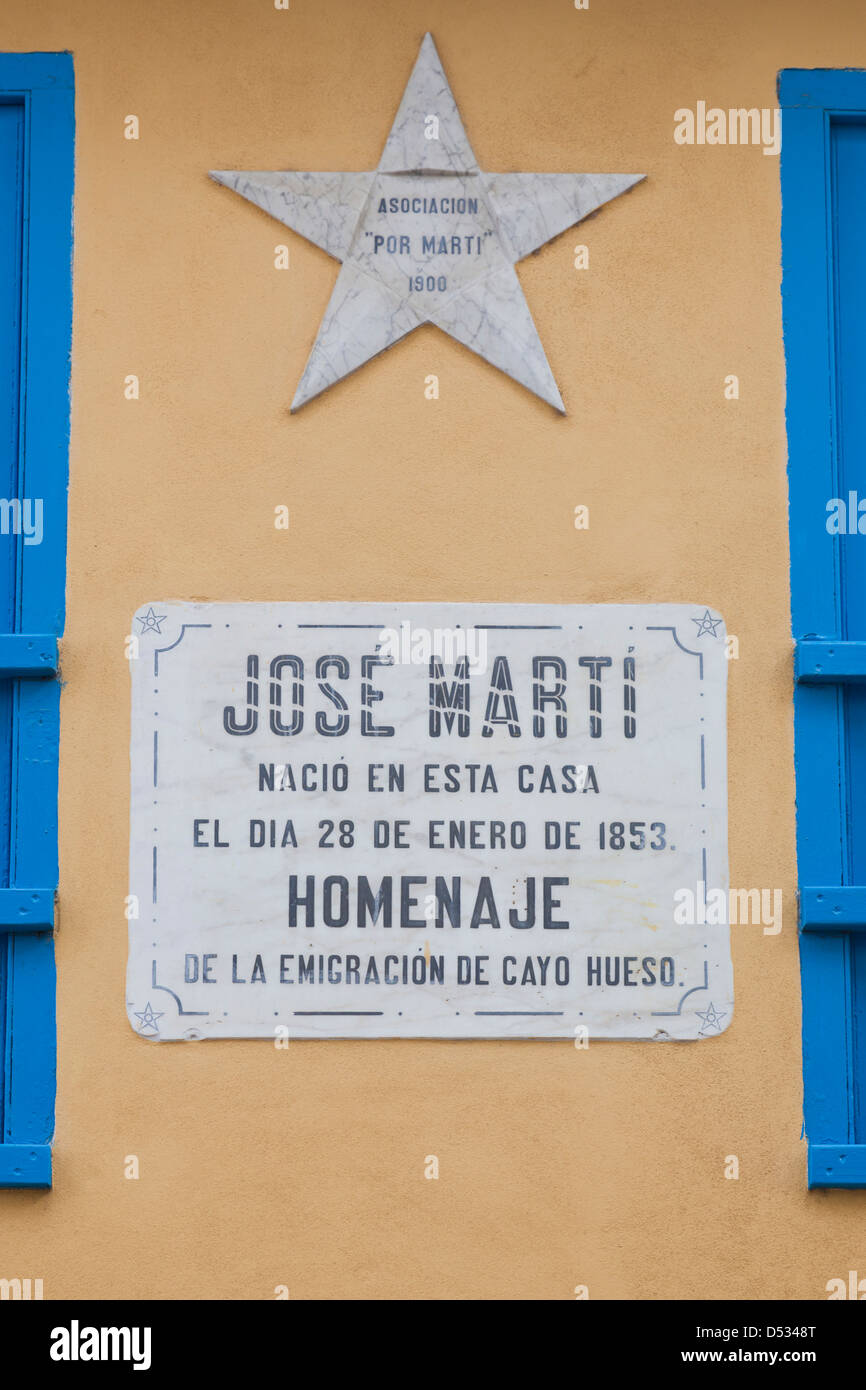 ASOCIACION
"POR MARTI"
1900
JOSÉ MARTÍ
NACIÓ EN ESTA CASA
EL DIA 28 DE ENERO DE 1853.
HOMENAJE
DE LA EMIGRACIÓN DE CAYO HUESO.
alamy
Image ID: D5348T
www.alamy.com